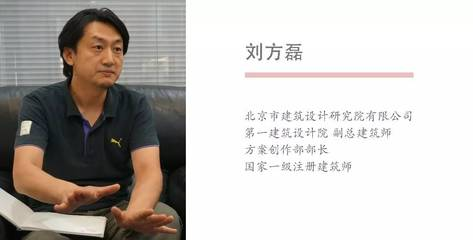 刘方磊
北京市建筑设计研究院有限公司
第一建筑设计院 副总建筑师
方案创作部部长
国家一级注册建筑师